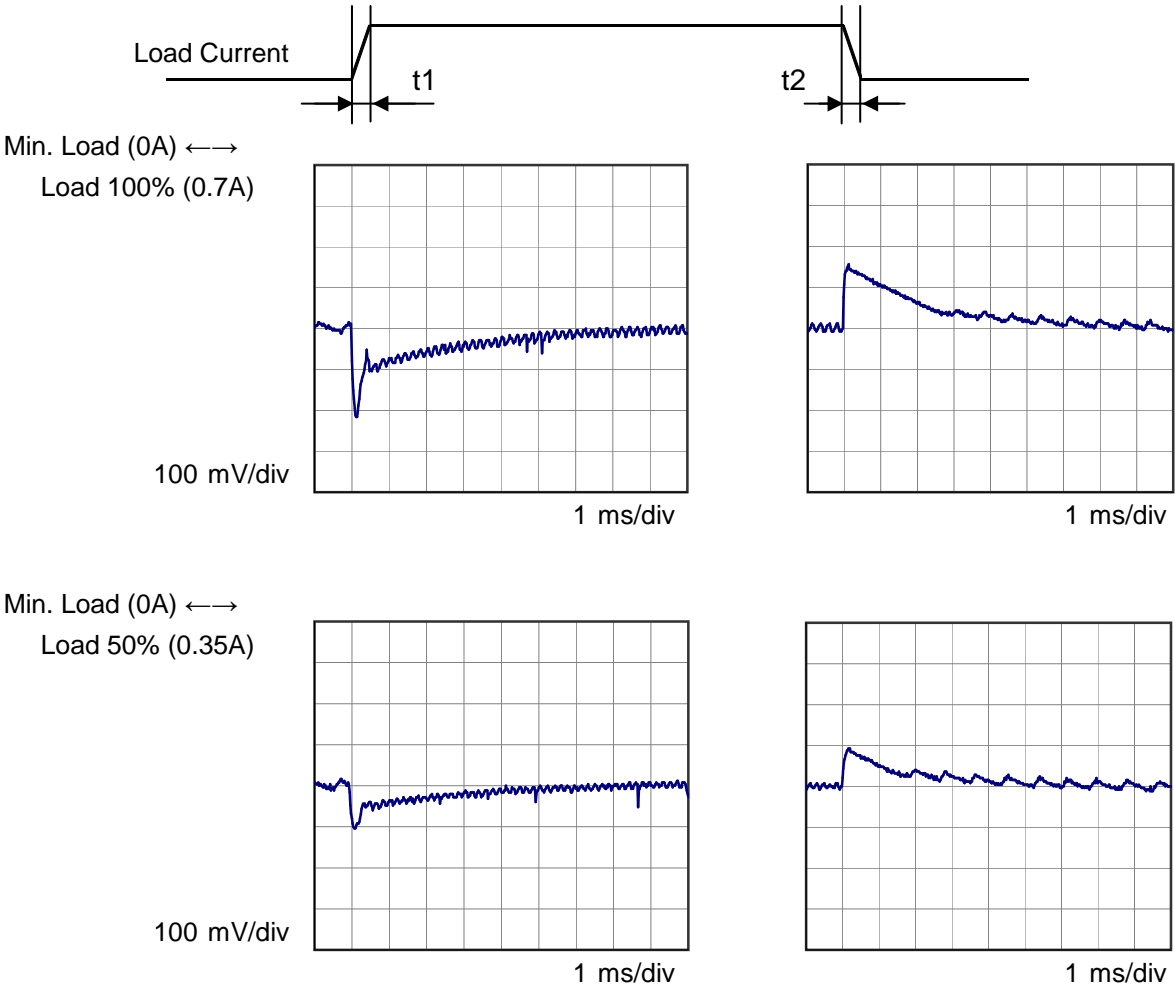 Load Current
t1
t2
Min. Load (0A) ←→
Load 100% (0.7A)
100 mV/div
1 ms/div
1 ms/div
Min. Load (0A) ←→
Load 50% (0.35A)
100 mV/div
1 ms/div
1 ms/div